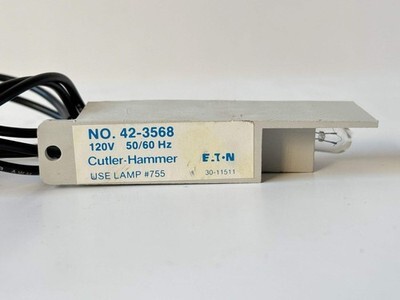 NO. 42-3568
120V 50/60 Hz
Cutler-Hammer E·T·N
USE LAMP #755 30-11511